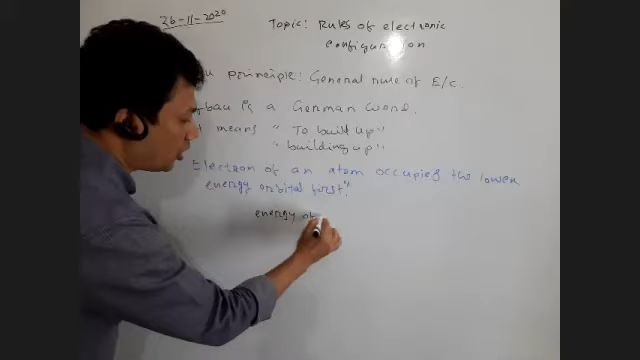 26-11-2020
Topic: Rules of electronic
configuration
principle: General rule of E/C.
fbau is a German word.
means " To built up"
" building up"
Electron of an atom occupies the lower
energy orbital first".
energy of